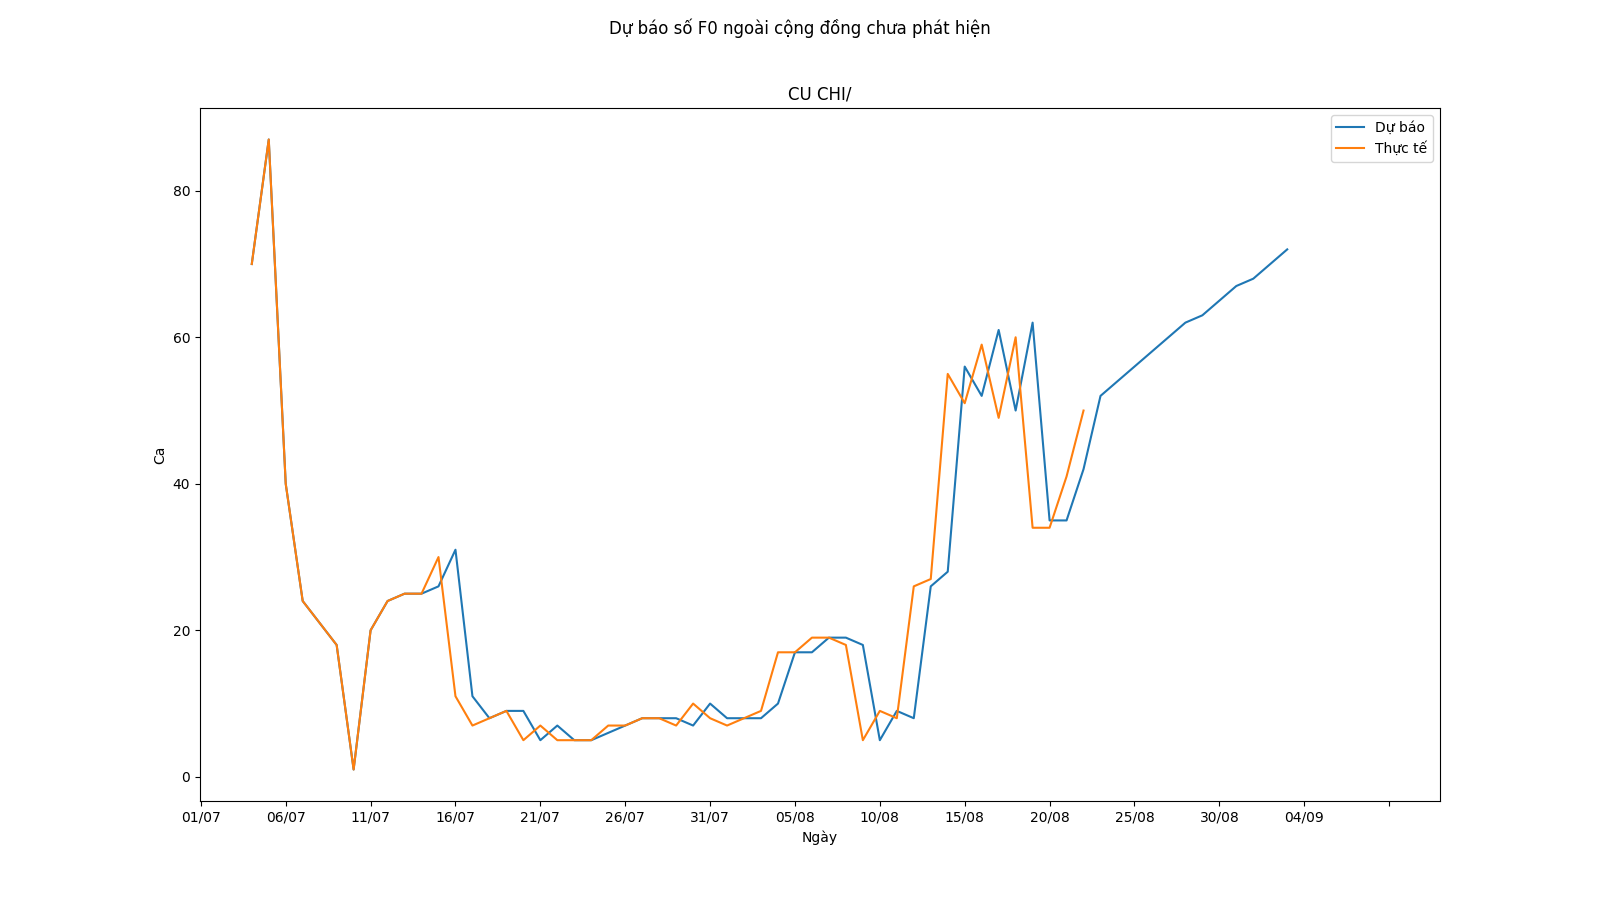 Dự báo số F0 ngoài cộng đồng chưa phát hiện
CU CHI/
Dự báo
Thực tế
80
60
40
20
0
Ca
01/07 06/07 11/07 16/07 21/07 26/07 31/07 05/08 10/08 15/08 20/08 25/08 30/08 04/09
Ngày